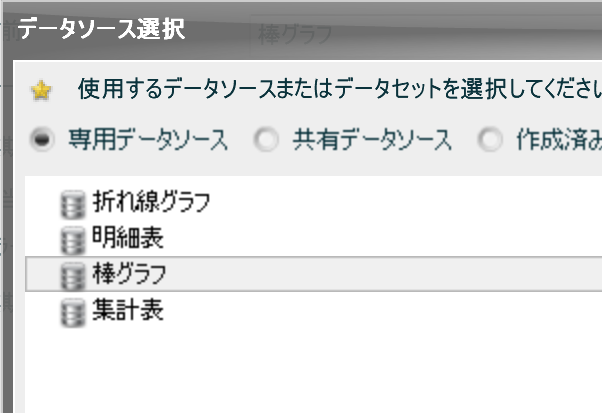 データソース選択
棒グラフ
使用するデータソースまたはデータセットを選択してください
専用データソース 共有データソース 作成済み
折れ線グラフ
明細表
棒グラフ
集計表